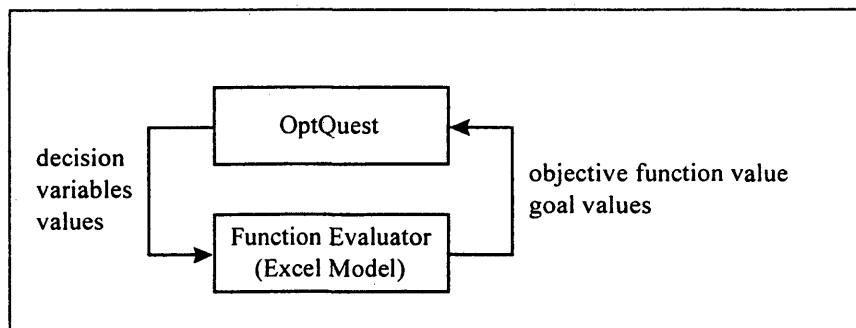 OptQuest
decision
variables
values
objective function value
goal values
Function Evaluator
(Excel Model)